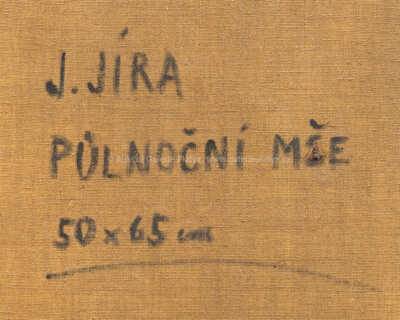 J. JÍRA
PŮLNOČNÍ MŠE
50 x 65 cm